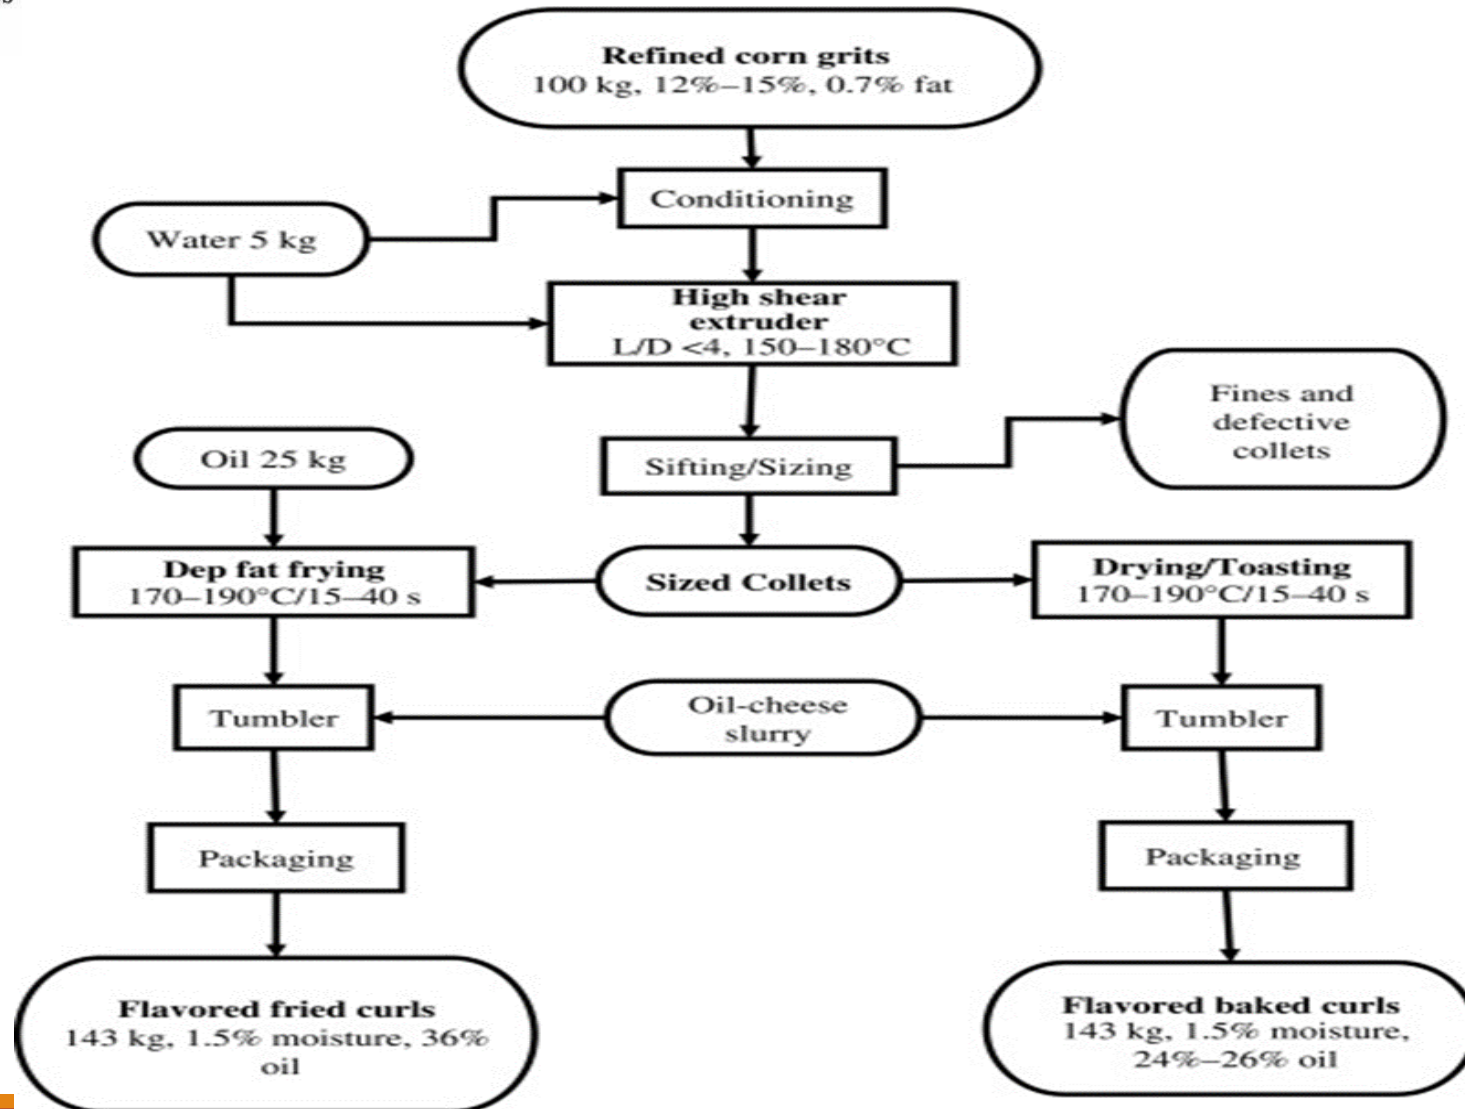 Refined corn grits
100 kg, 12%–15%, 0.7% fat
Conditioning
Water 5 kg
High shear
extruder
L/D <4, 150–180°C
Fines and
defective
collets
Oil 25 kg
Sifting/Sizing
Dep fat frying
170–190°C/15–40 s
Sized Collets
Drying/Toasting
170–190°C/15–40 s
Tumbler
Oil-cheese
slurry
Tumbler
Packaging
Packaging
Flavored fried curls
143 kg, 1.5% moisture, 36%
oil
Flavored baked curls
143 kg, 1.5% moisture,
24%–26% oil